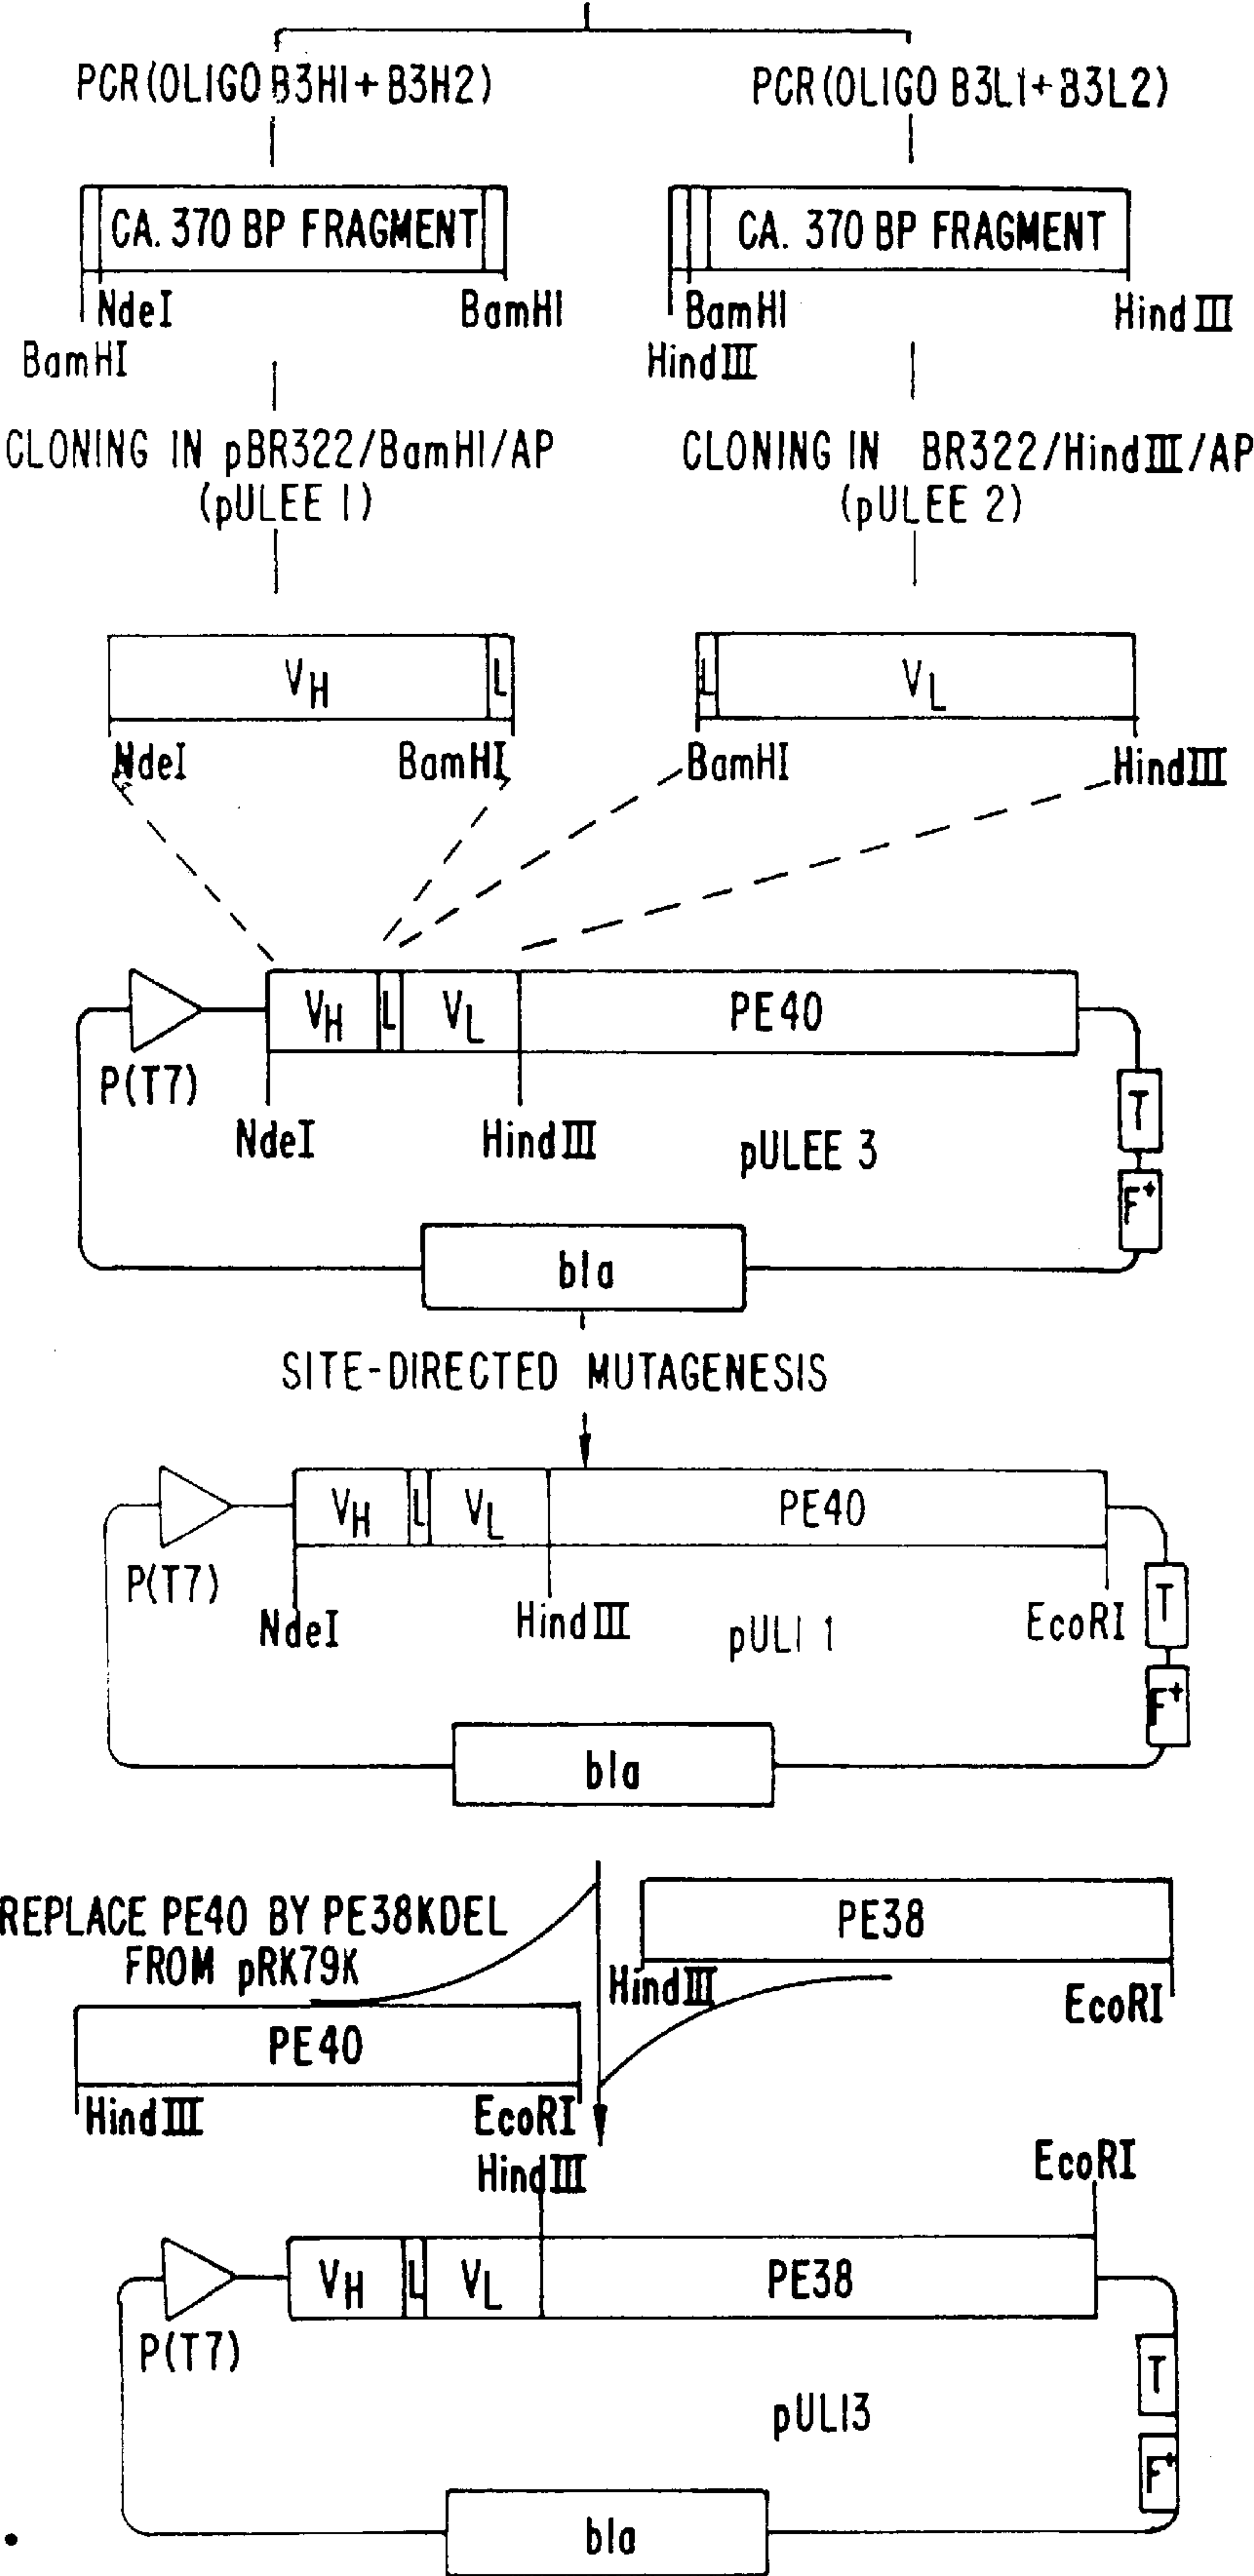 PCR(OLIGO B3H1+B3H2)
PCR(OLIGO B3L1+B3L2)
CA. 370 BP FRAGMENT
NdeI
BamHI
BamHI
CA. 370 BP FRAGMENT
BamHI
HindIII
HindIII
CLONING IN pBR322/BamHI/AP
(pULEE 1)
CLONING IN BR322/HindIII/AP
(pULEE 2)
VH
L
NdeI
BamHI
L
VL
BamHI
HindIII
VH
L
VL
PE40
P(T7)
NdeI
HindIII
pULEE 3
T
F+
bla
SITE-DIRECTED MUTAGENESIS
VH
L
VL
PE40
P(T7)
NdeI
HindIII
pULI 1
EcoRI
T
F+
bla
REPLACE PE40 BY PE38KDEL
FROM pRK79K
PE38
HindIII
EcoRI
PE40
HindIII
EcoRI
HindIII
EcoRI
VH
L
VL
PE38
P(T7)
pULI3
T
F+
bla